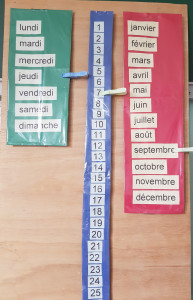 lundi
mardi
mercredi
jeudi
vendredi
samedi
dimanche
1
2
3
4
5
6
7
8
9
10
11
12
13
14
15
16
17
18
19
20
21
22
23
24
25
janvier
février
mars
avril
mai
juin
juillet
août
septembre
octobre
novembre
décembre